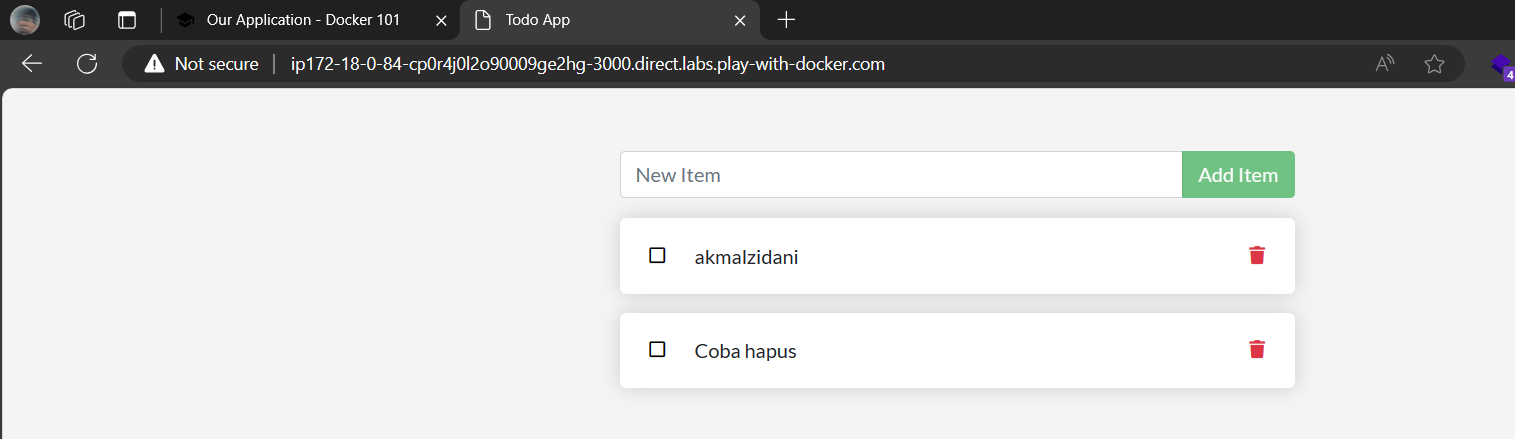 Our Application - Docker 101
Todo App
Not secure
ip172-18-0-84-cp0r4j0l2o90009ge2hg-3000.direct.labs.play-with-docker.com
A
4
New Item
Add Item
akmalzidani
Coba hapus